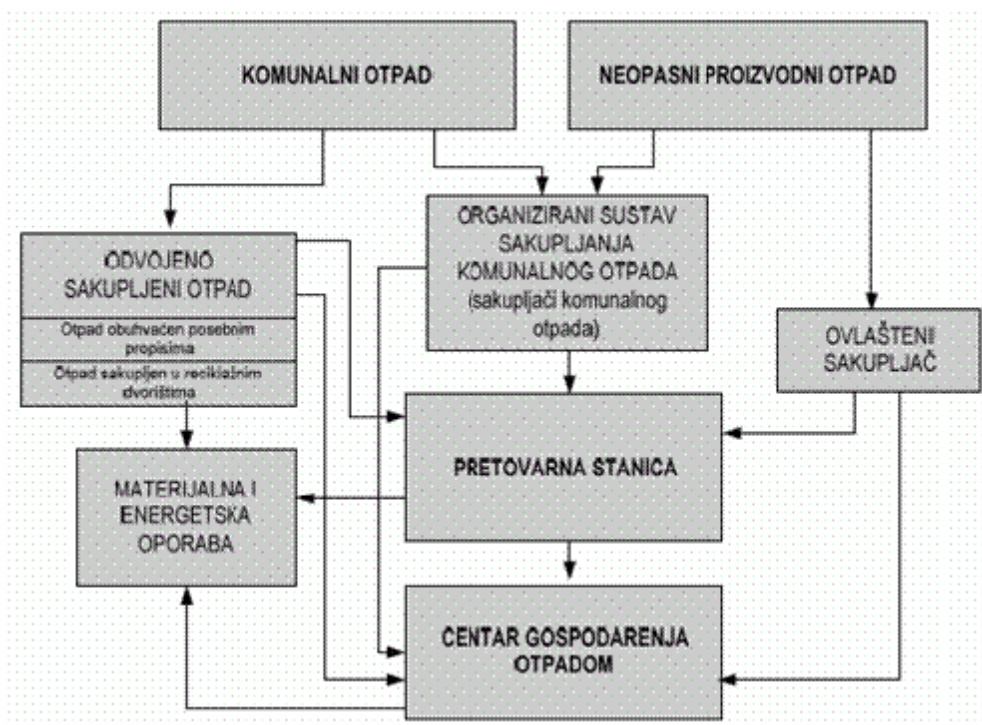 KOMUNALNI OTPAD
NEOPASNI PROIZVODNI OTPAD
ORGANIZIRANI SUSTAV
SAKUPLJANJA
KOMUNALNOG OTPADA
(sakupljači komunalnog
otpada)
ODVOJENO
SAKUPLJENI OTPAD
Otpad obuhvaćen posebnim
propisima
Otpad sakupljen u reciklažnim
dvorištima
OVLAŠTENI
SAKUPLJAČ
PRETOVARNA STANICA
MATERIJALNA I
ENERGETSKA
OPORABA
CENTAR GOSPODARENJA
OTPADOM